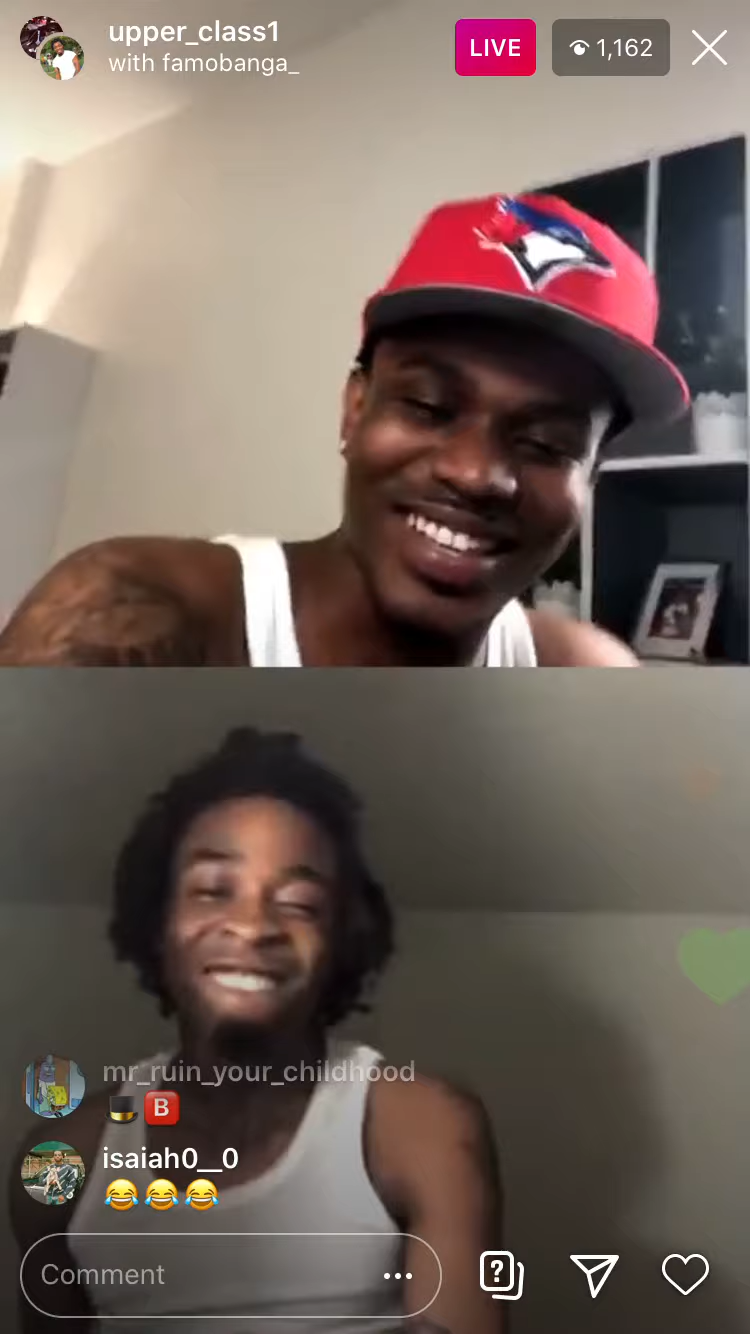 upper_class1
with famobanga_
LIVE
1,162
mr_ruin_your_childhood
🎩🅱️
isaiah0__0
😂😂😂
Comment